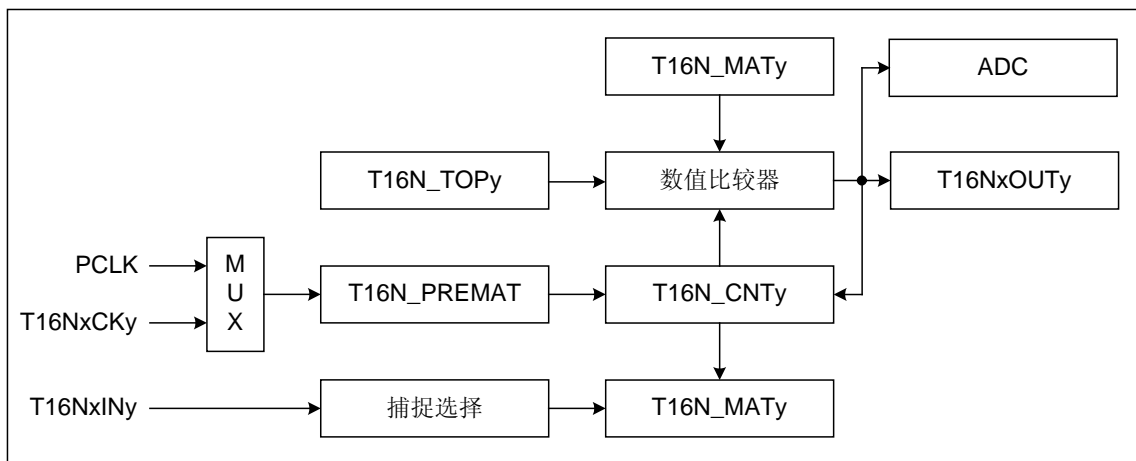 T16N_MATy
ADC
T16N_TOPy
数值比较器
T16NxOUTy
PCLK
T16NxCKy
M
U
X
T16N_PREMAT
T16N_CNTy
T16NxINy
捕捉选择
T16N_MATy